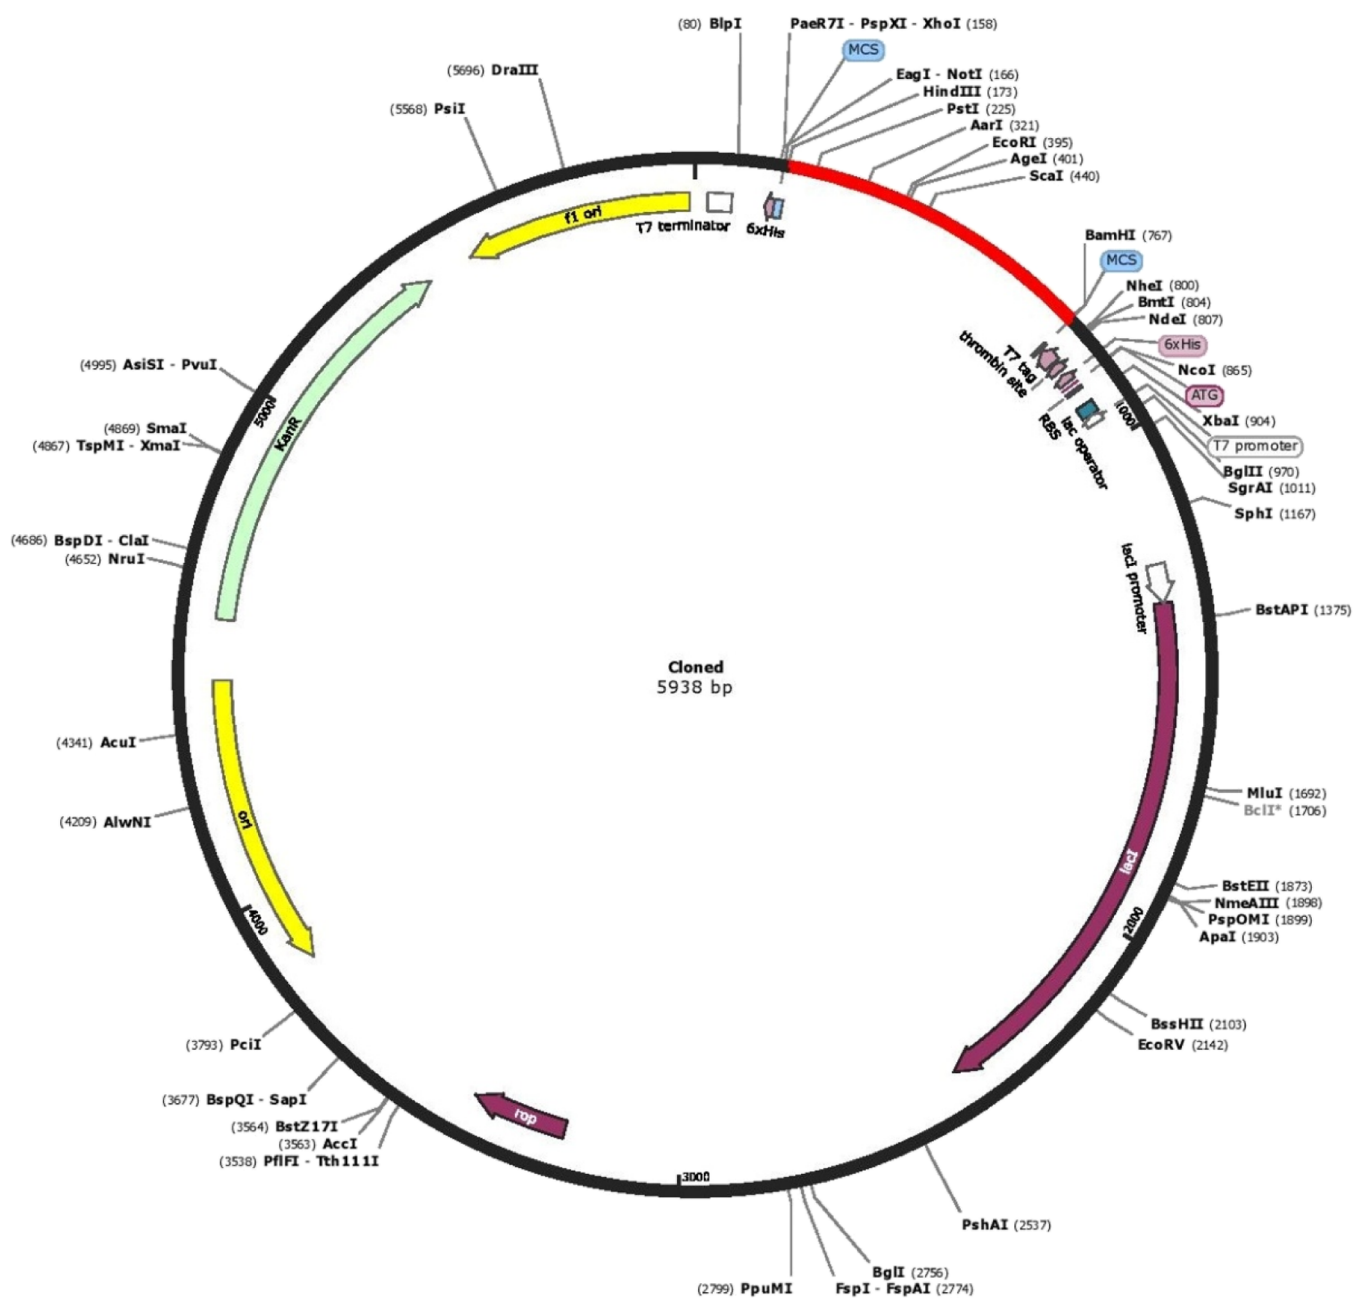 (80) BlpI
PaeR7I - PspXI - XhoI (158)
MCS
EagI - NotI (166)
HindIII (173)
PstI (225)
AarI (321)
EcoRI (395)
AgeI (401)
ScaI (440)
BamHI (767)
MCS
NheI (800)
BmtI (804)
NdeI (807)
6xHis
NcoI (865)
ATG
XbaI (904)
T7 promoter
BglII (970)
SgrAI (1011)
SphI (1167)
BstAPI (1375)
MluI (1692)
BclI* (1706)
BstEII (1873)
NmeAIII (1898)
PspOMI (1899)
ApaI (1903)
BssHII (2103)
EcoRV (2142)
PshAI (2537)
BglI (2756)
FspI - FspAI (2774)
(2799) PpuMI
(3538) PflFI - Tth111I
(3563) AccI
(3564) BstZ17I
(3677) BspQI - SapI
(3793) PciI
(4209) AlwNI
(4341) AcuI
(4652) NruI
(4686) BspDI - ClaI
(4867) TspMI - XmaI
(4869) SmaI
(4995) AsiSI - PvuI
(5568) PsiI
(5696) DraIII
f1 ori
T7 terminator
6xHis
T7 tag
thrombin site
RBS
lac operator
1000
lacI promoter
lacI
2000
3000
rop
4000
ori
KanR
5000
Cloned
5938 bp